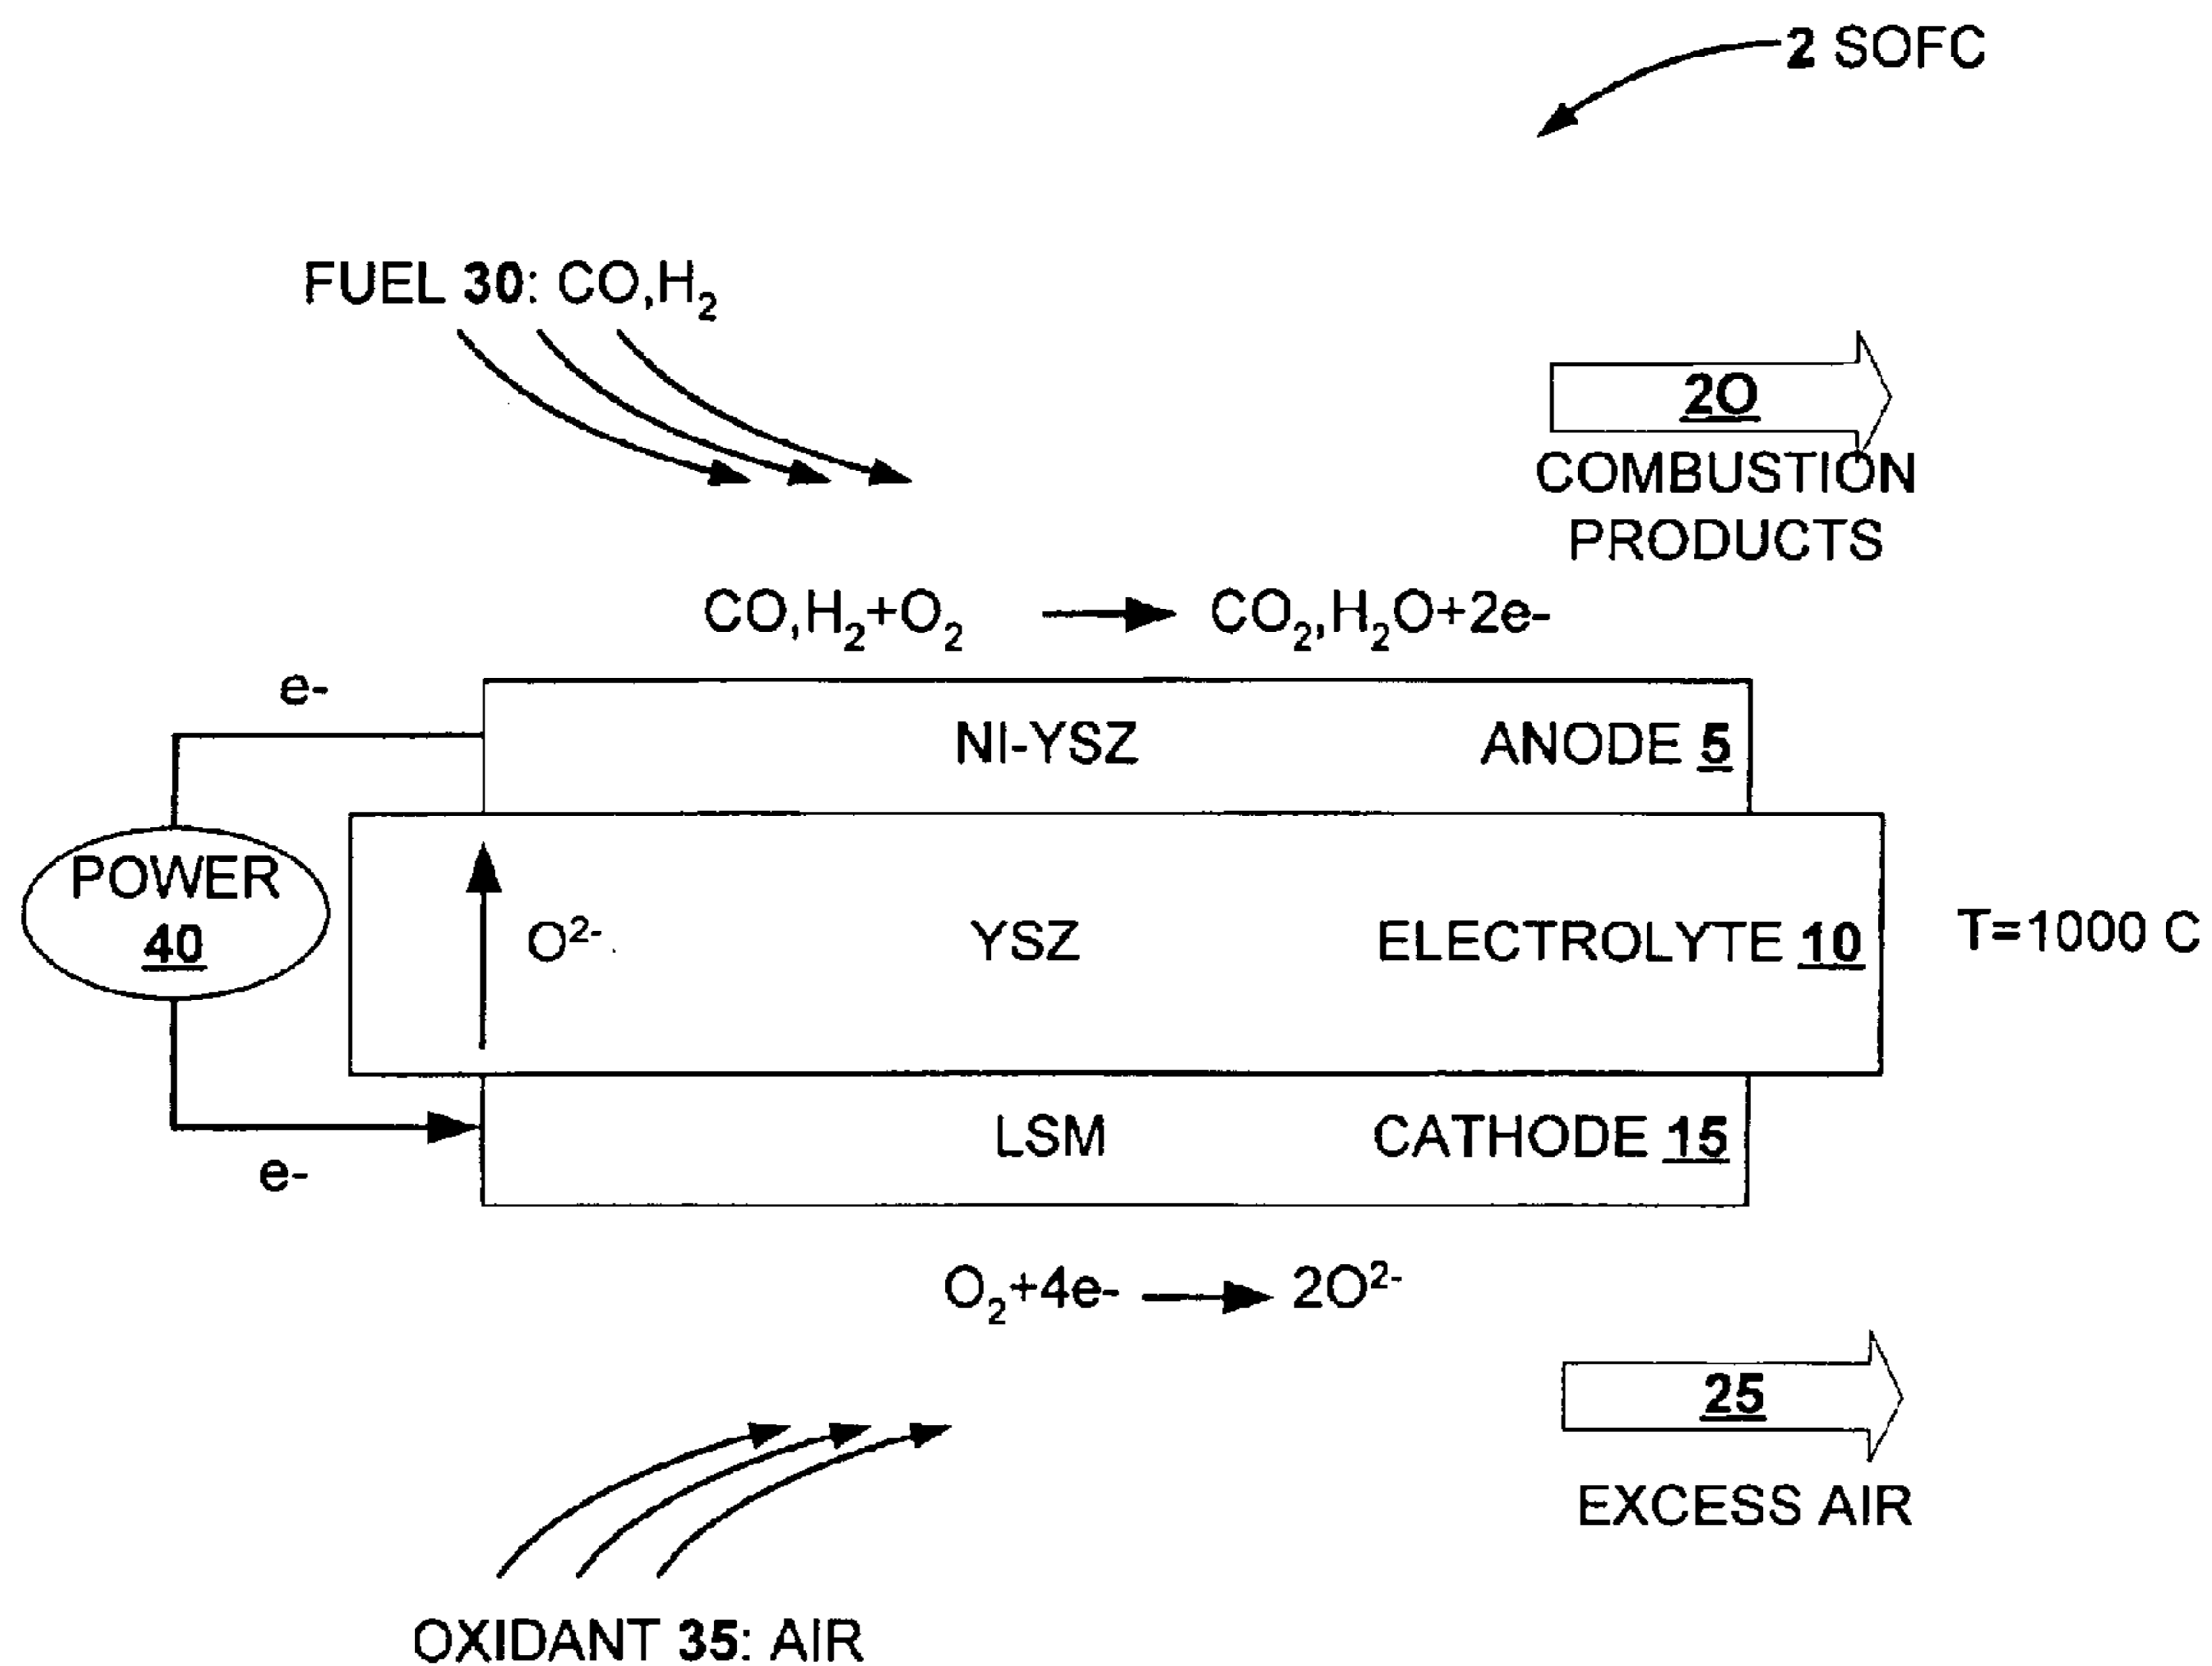 2 SOFC
FUEL 30: CO,H₂
20
COMBUSTION
PRODUCTS
CO,H₂+O₂ → CO₂,H₂O+2e-
e-
NI-YSZ ANODE 5
POWER
40
O²⁻ YSZ ELECTROLYTE 10
T=1000 C
LSM CATHODE 15
e-
O₂+4e- → 2O²⁻
25
EXCESS AIR
OXIDANT 35: AIR